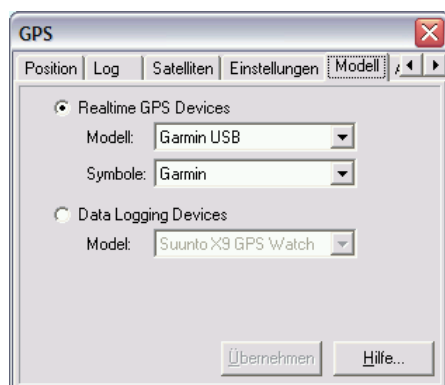 GPS
Position Log Satelliten Einstellungen Modell
Realtime GPS Devices
Modell: Garmin USB
Symbole: Garmin
Data Logging Devices
Model: Suunto X9 GPS Watch
Übernehmen Hilfe...